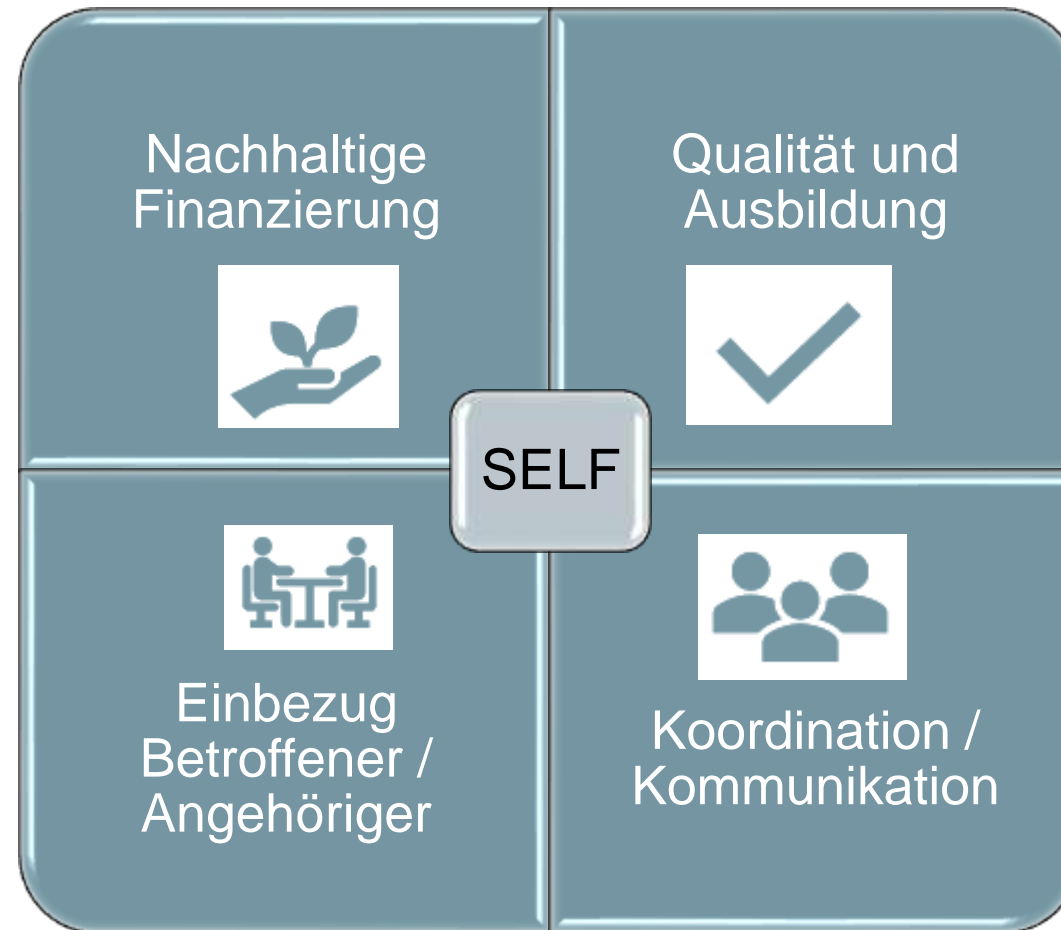 Nachhaltige
Finanzierung
Qualität und
Ausbildung
SELF
Einbezug
Betroffener /
Angehöriger
Koordination /
Kommunikation